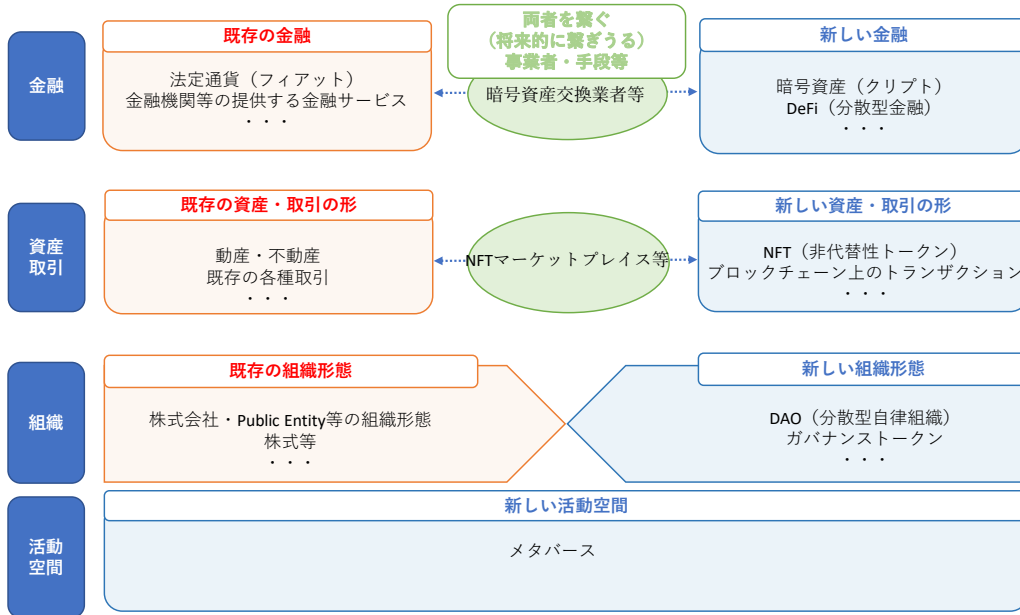 金融
既存の金融
法定通貨（フィアット）
金融機関等の提供する金融サービス
・・・
両者を繋ぐ
（将来的に繋ぎうる）
事業者・手段等
暗号資産交換業者等
新しい金融
暗号資産（クリプト）
DeFi（分散型金融）
・・・
資産
取引
既存の資産・取引の形
動産・不動産
既存の各種取引
・・・
NFTマーケットプレイス等
新しい資産・取引の形
NFT（非代替性トークン）
ブロックチェーン上のトランザクション
・・・
組織
既存の組織形態
株式会社・Public Entity等の組織形態
株式等
・・・
新しい組織形態
DAO（分散型自律組織）
ガバナンストークン
・・・
活動
空間
新しい活動空間
メタバース